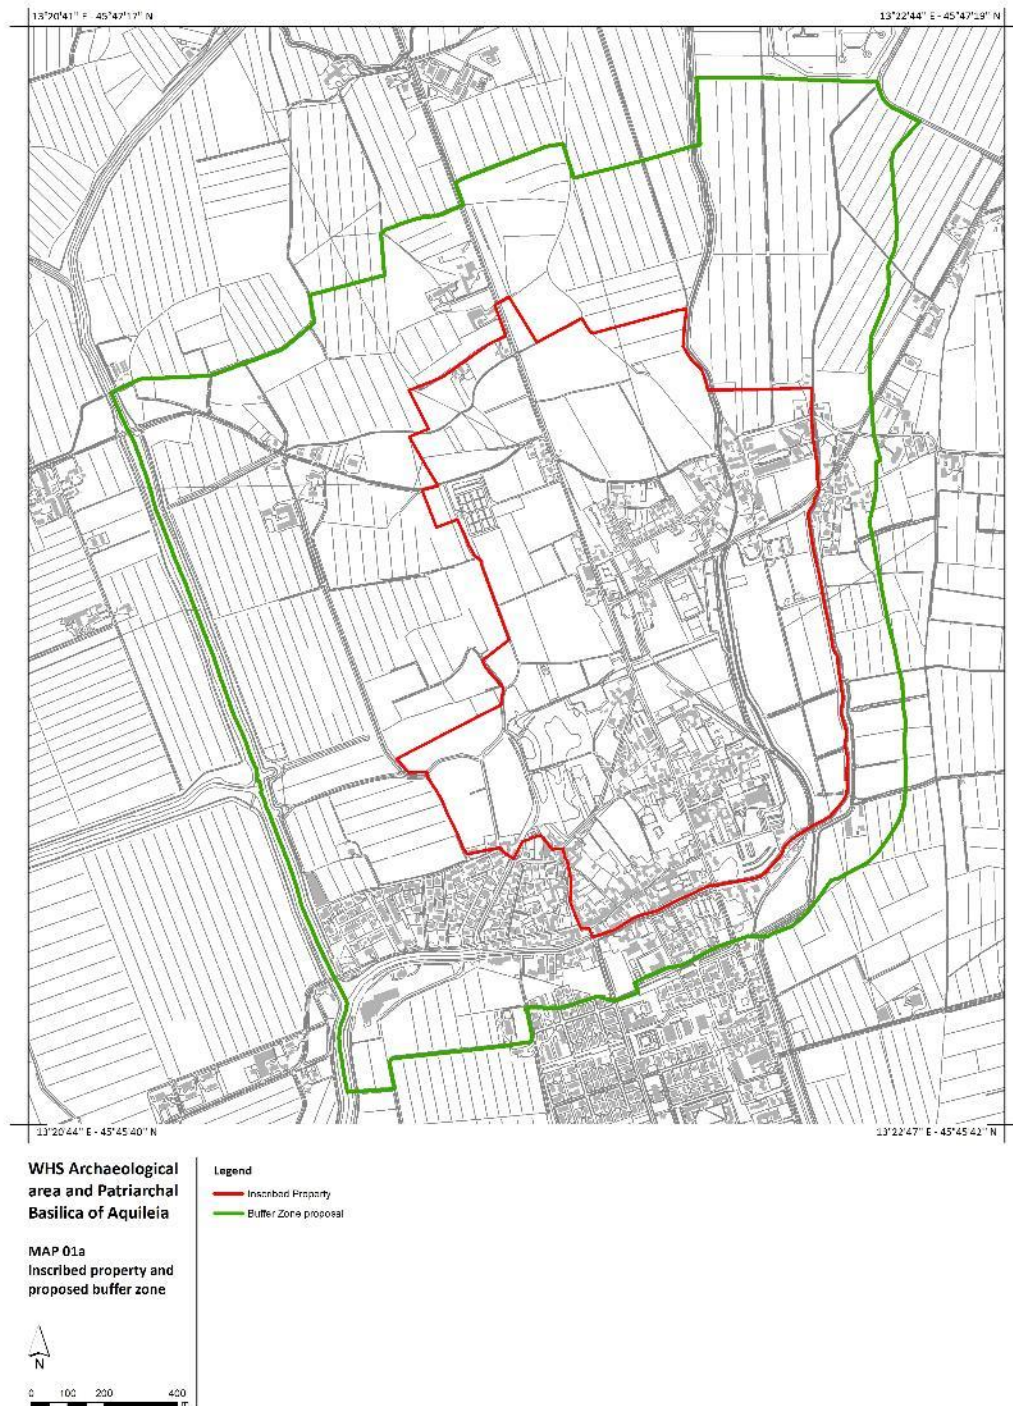 13°20'41" E - 45°47'17" N
13°22'44" E - 45°47'19" N
13°20'44" E - 45°45'40" N
13°22'47" E - 45°45'42" N
WHS Archaeological
area and Patriarchal
Basilica of Aquileia
MAP 01a
Inscribed property and
proposed buffer zone
N
0 100 200 400
m
Legend
Inscribed Property
Buffer Zone proposal